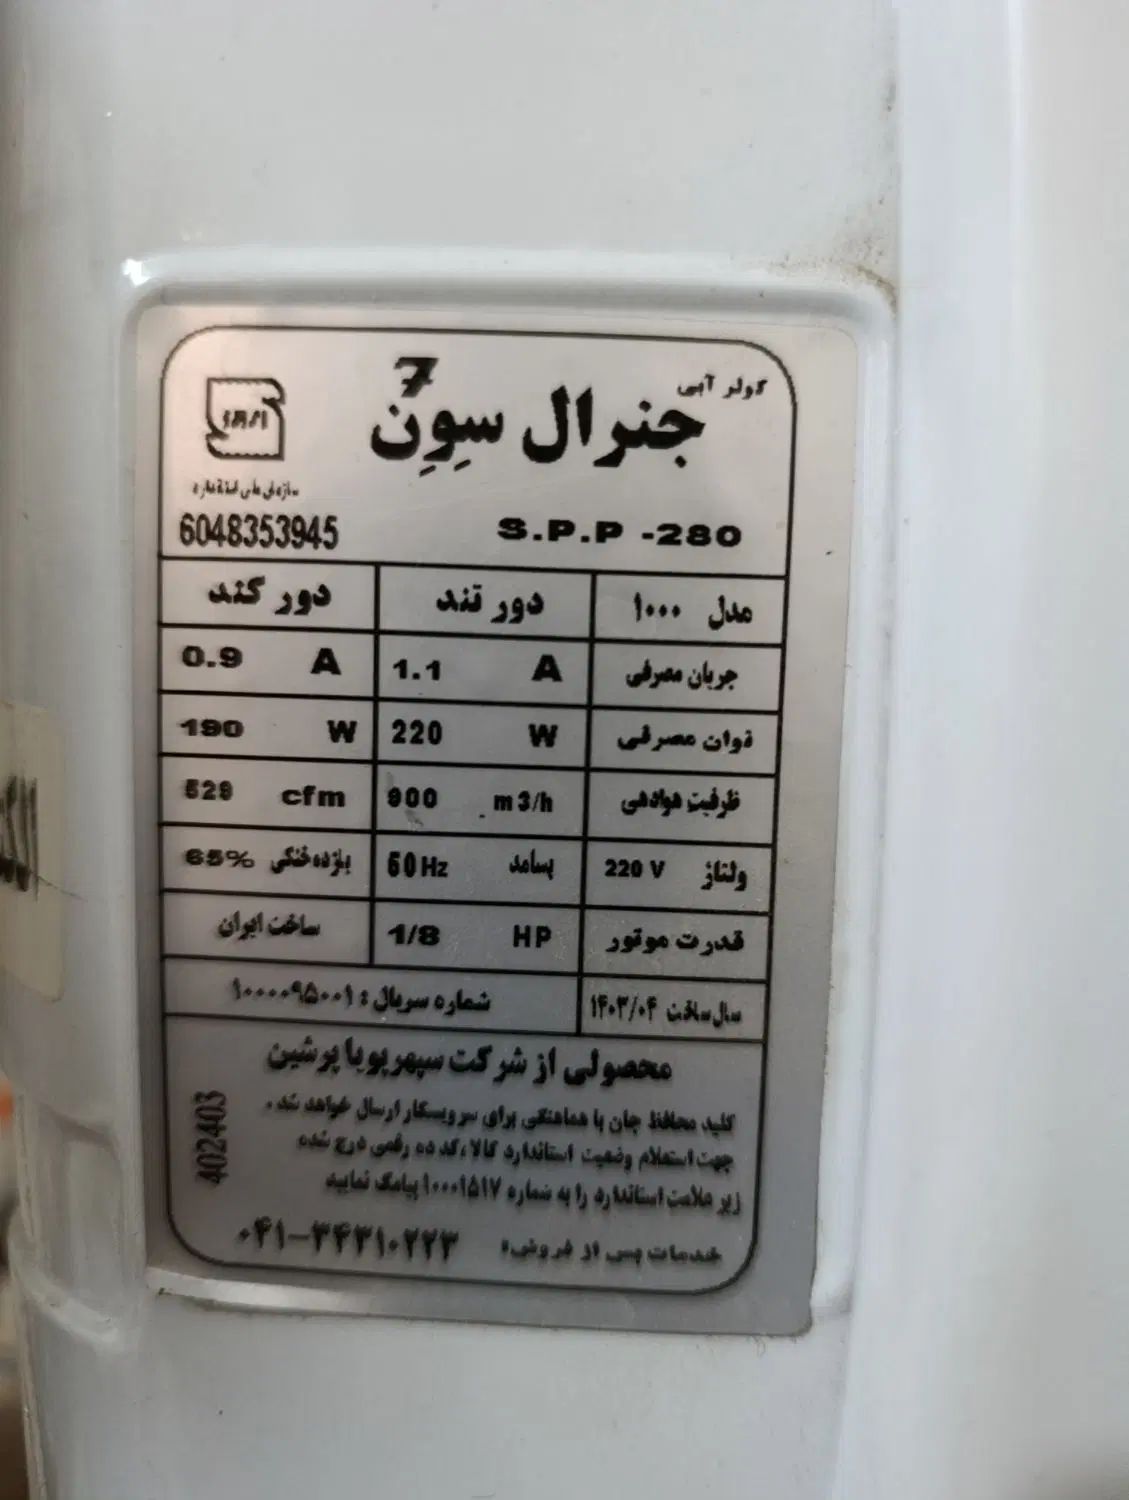 کولر آبی
جنرال سوِنِ 7
سازمان ملی استاندارد
6048353945
S.P.P -280
مدل ۱۰۰۰ دور تند دور کند
جریان مصرفی 1.1 A 0.9 A
توان مصرفی 220 W 190 W
ظرفیت هوادهی 900 m3/h 529 cfm
ولتاژ 220 V بسامد 50 Hz بازده خنکی 65%
قدرت موتور 1/8 HP ساخت ایران
سال ساخت ۱۴۰۳/۰۴ شماره سریال : ۱۰۰۰۰۹۵۰۰۱
محصولی از شرکت سپهر پویا پرشین
کلید محافظ جان با هماهنگی برای سرویسکار ارسال خواهد شد .
جهت استعلام وضعیت استاندارد کالا ،کد ده رقمی درج شده
زیر علامت استاندارد را به شماره ۱۰۰۰۱۵۱۷ پیامک نمایید
خدمات پس از فروش: ۰۴۱-۳۴۳۱۰۲۲۳
402403